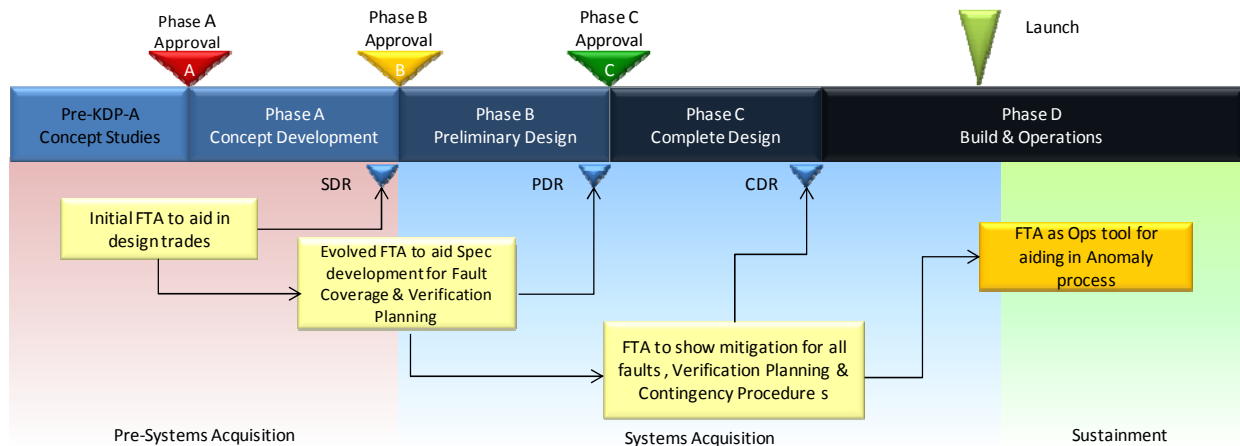 Phase A
Approval
Phase B
Approval
Phase C
Approval
Launch
A
B
C
Pre-KDP-A
Concept Studies
Phase A
Concept Development
Phase B
Preliminary Design
Phase C
Complete Design
Phase D
Build & Operations
SDR
PDR
CDR
Initial FTA to aid in
design trades
Evolved FTA to aid Spec
development for Fault
Coverage & Verification
Planning
FTA as Ops tool for
aiding in Anomaly
process
FTA to show mitigation for all
faults , Verification Planning &
Contingency Procedure s
Pre-Systems Acquisition
Systems Acquisition
Sustainment